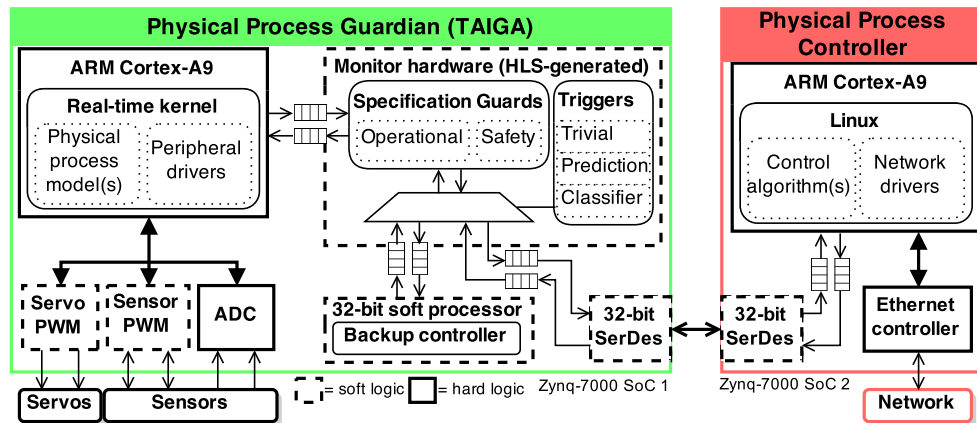 Physical Process Guardian (TAIGA)
ARM Cortex-A9
Real-time kernel
Physical
process
model(s)
Peripheral
drivers
Monitor hardware (HLS-generated)
Specification Guards
Operational
Safety
Triggers
Trivial
Prediction
Classifier
Servo
PWM
Sensor
PWM
ADC
32-bit soft processor
Backup controller
32-bit
SerDes
Servos
Sensors
= soft logic
= hard logic
Zynq-7000 SoC 1
Physical Process
Controller
ARM Cortex-A9
Linux
Control
algorithm(s)
Network
drivers
32-bit
SerDes
Ethernet
controller
Zynq-7000 SoC 2
Network